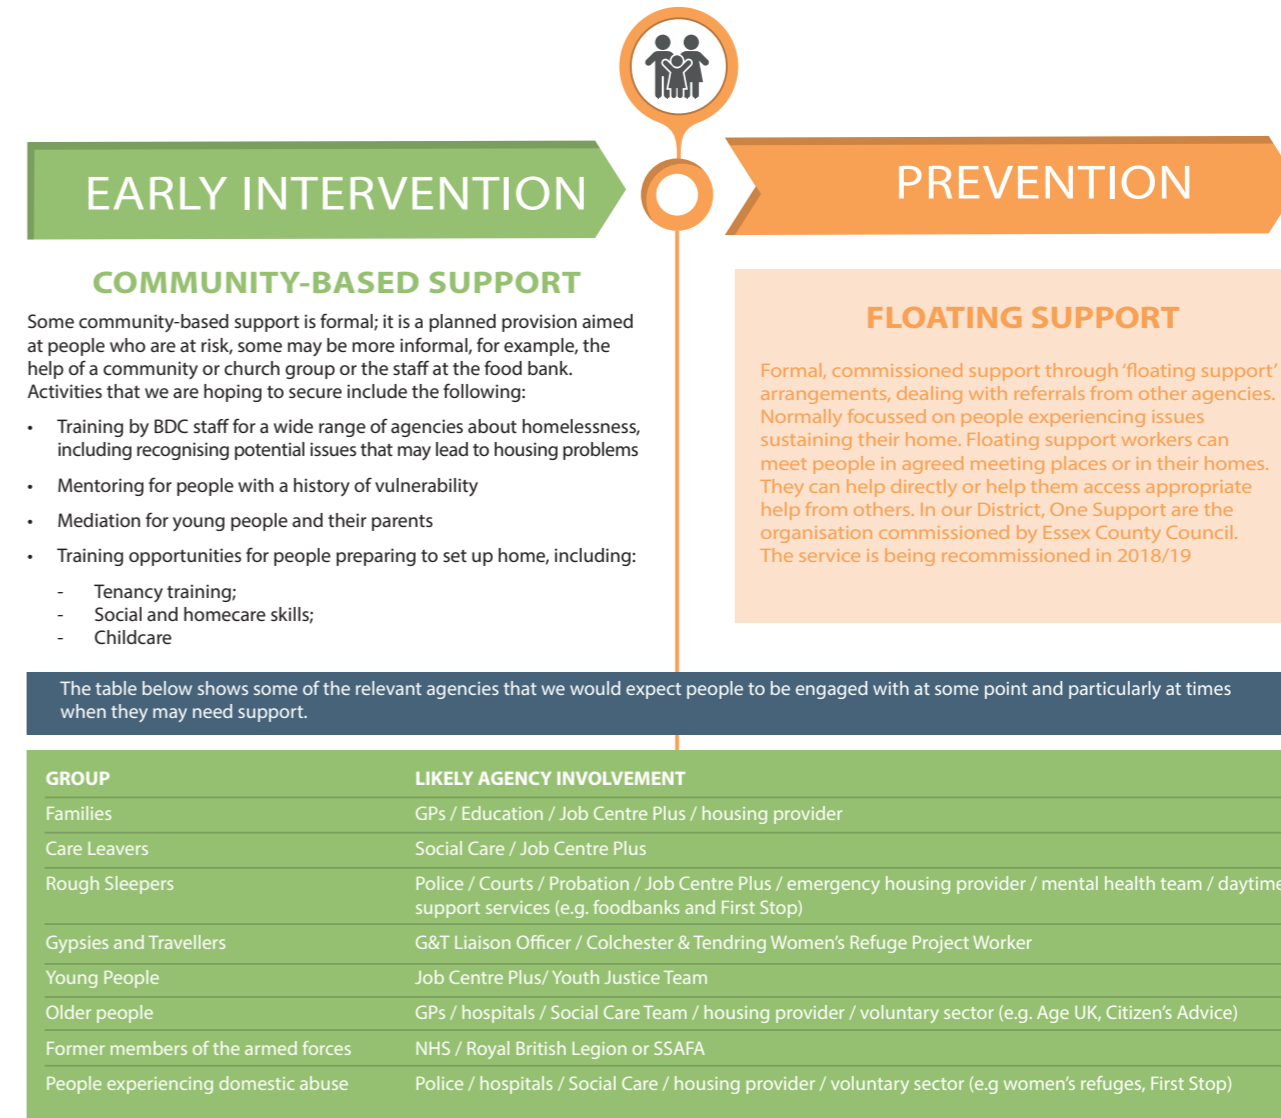 EARLY INTERVENTION
COMMUNITY-BASED SUPPORT
Some community-based support is formal; it is a planned provision aimed
at people who are at risk, some may be more informal, for example, the
help of a community or church group or the staff at the food bank.
Activities that we are hoping to secure include the following:
• Training by BDC staff for a wide range of agencies about homelessness,
including recognising potential issues that may lead to housing problems
• Mentoring for people with a history of vulnerability
• Mediation for young people and their parents
• Training opportunities for people preparing to set up home, including:
- Tenancy training;
- Social and homecare skills;
- Childcare
PREVENTION
FLOATING SUPPORT
Formal, commissioned support through ‘floating support’
arrangements, dealing with referrals from other agencies.
Normally focussed on people experiencing issues
sustaining their home. Floating support workers can
meet people in agreed meeting places or in their homes.
They can help directly or help them access appropriate
help from others. In our District, One Support are the
organisation commissioned by Essex County Council.
The service is being recommissioned in 2018/19
The table below shows some of the relevant agencies that we would expect people to be engaged with at some point and particularly at times
when they may need support.
GROUP LIKELY AGENCY INVOLVEMENT
Families GPs / Education / Job Centre Plus / housing provider
Care Leavers Social Care / Job Centre Plus
Rough Sleepers Police / Courts / Probation / Job Centre Plus / emergency housing provider / mental health team / daytime
support services (e.g. foodbanks and First Stop)
Gypsies and Travellers G&T Liaison Officer / Colchester & Tendring Women’s Refuge Project Worker
Young People Job Centre Plus/ Youth Justice Team
Older people GPs / hospitals / Social Care Team / housing provider / voluntary sector (e.g. Age UK, Citizen’s Advice)
Former members of the armed forces NHS / Royal British Legion or SSAFA
People experiencing domestic abuse Police / hospitals / Social Care / housing provider / voluntary sector (e.g women’s refuges, First Stop)